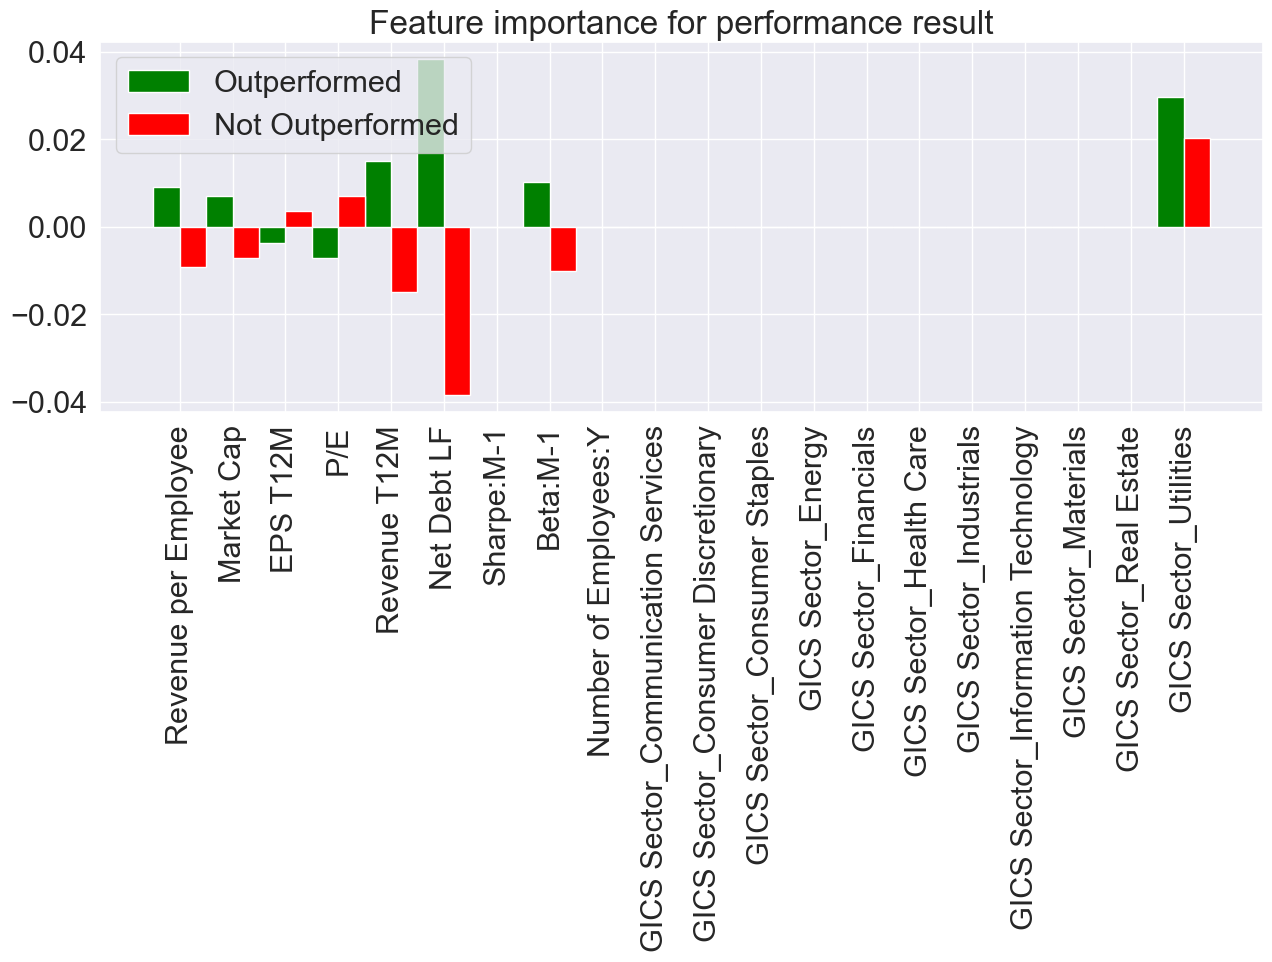 Feature importance for performance result
0.04
0.02
0.00
−0.02
−0.04
Outperformed
Not Outperformed
Revenue per Employee
Market Cap
EPS T12M
P/E
Revenue T12M
Net Debt LF
Sharpe:M-1
Beta:M-1
Number of Employees:Y
GICS Sector_Communication Services
GICS Sector_Consumer Discretionary
GICS Sector_Consumer Staples
GICS Sector_Energy
GICS Sector_Financials
GICS Sector_Health Care
GICS Sector_Industrials
GICS Sector_Information Technology
GICS Sector_Materials
GICS Sector_Real Estate
GICS Sector_Utilities